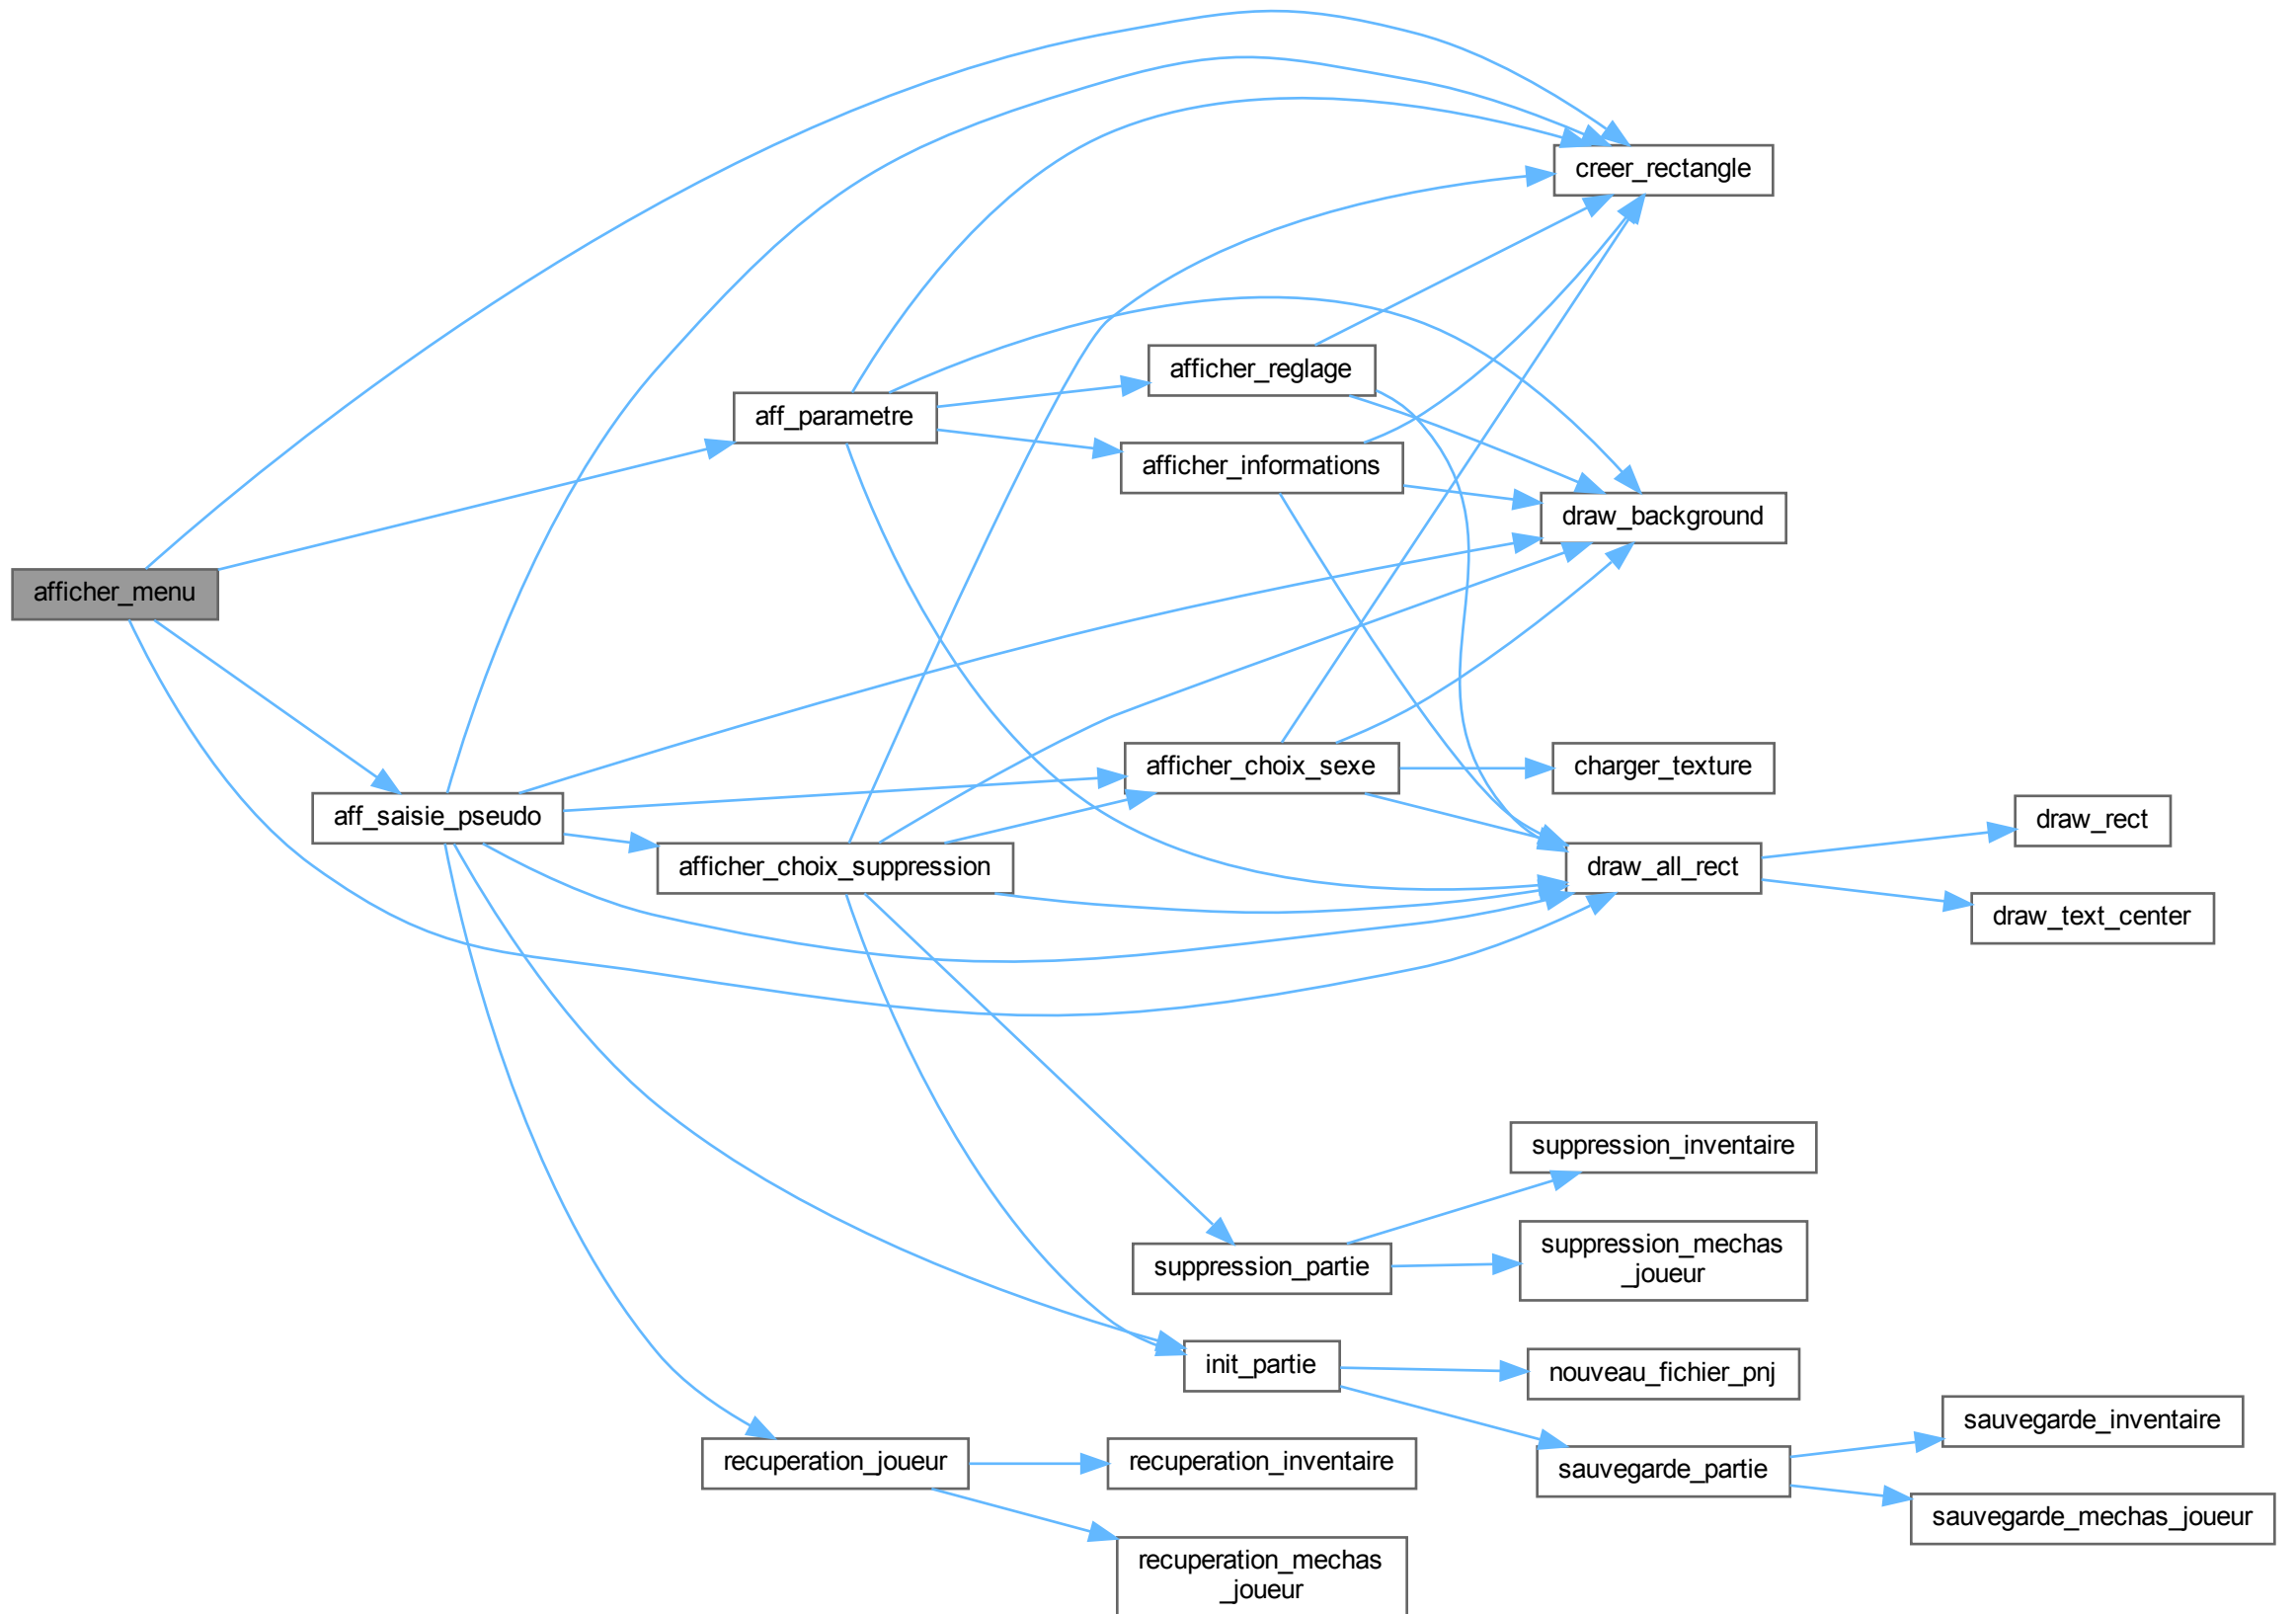 creer_rectangle
afficher_reglage
aff_parametre
afficher_informations
draw_background
afficher_menu
afficher_choix_sexe
charger_texture
aff_saisie_pseudo
draw_rect
afficher_choix_suppression
draw_all_rect
draw_text_center
suppression_inventaire
suppression_mechas
_joueur
suppression_partie
init_partie
nouveau_fichier_pnj
sauvegarde_inventaire
recuperation_joueur
recuperation_inventaire
sauvegarde_partie
sauvegarde_mechas_joueur
recuperation_mechas
_joueur